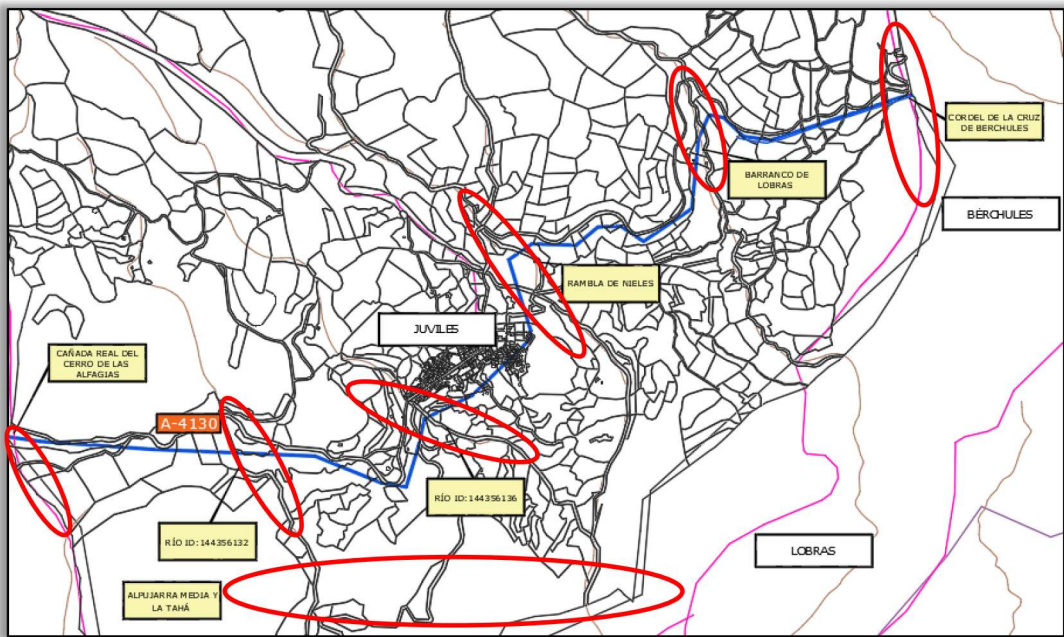 CORDEL DE LA CRUZ
DE BERCHULES
BARRANCO DE
LOBRAS
BÉRCHULES
RAMBLA DE NIELES
JUVILES
CAÑADA REAL DEL
CERRO DE LAS
ALFAGIAS
A-4130
RÍO ID:144356136
RÍO ID:144356132
LOBRAS
ALPUJARRA MEDIA Y
LA TAHÁ